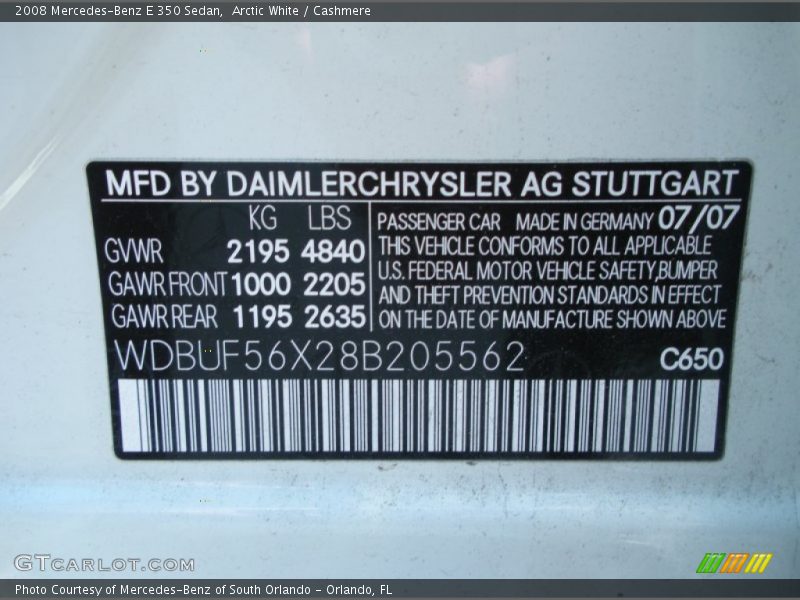 2008 Mercedes-Benz E 350 Sedan,  Arctic White / Cashmere
MFD BY DAIMLERCHRYSLER AG STUTTGART
KG LBS
GVWR 2195 4840
GAWR FRONT 1000 2205
GAWR REAR 1195 2635
PASSENGER CAR MADE IN GERMANY 07/07
THIS VEHICLE CONFORMS TO ALL APPLICABLE
U.S. FEDERAL MOTOR VEHICLE SAFETY,BUMPER
AND THEFT PREVENTION STANDARDS IN EFFECT
ON THE DATE OF MANUFACTURE SHOWN ABOVE
WDBUF56X28B205562 C650
GTCARLOT.COM
Photo Courtesy of Mercedes-Benz of South Orlando - Orlando, FL